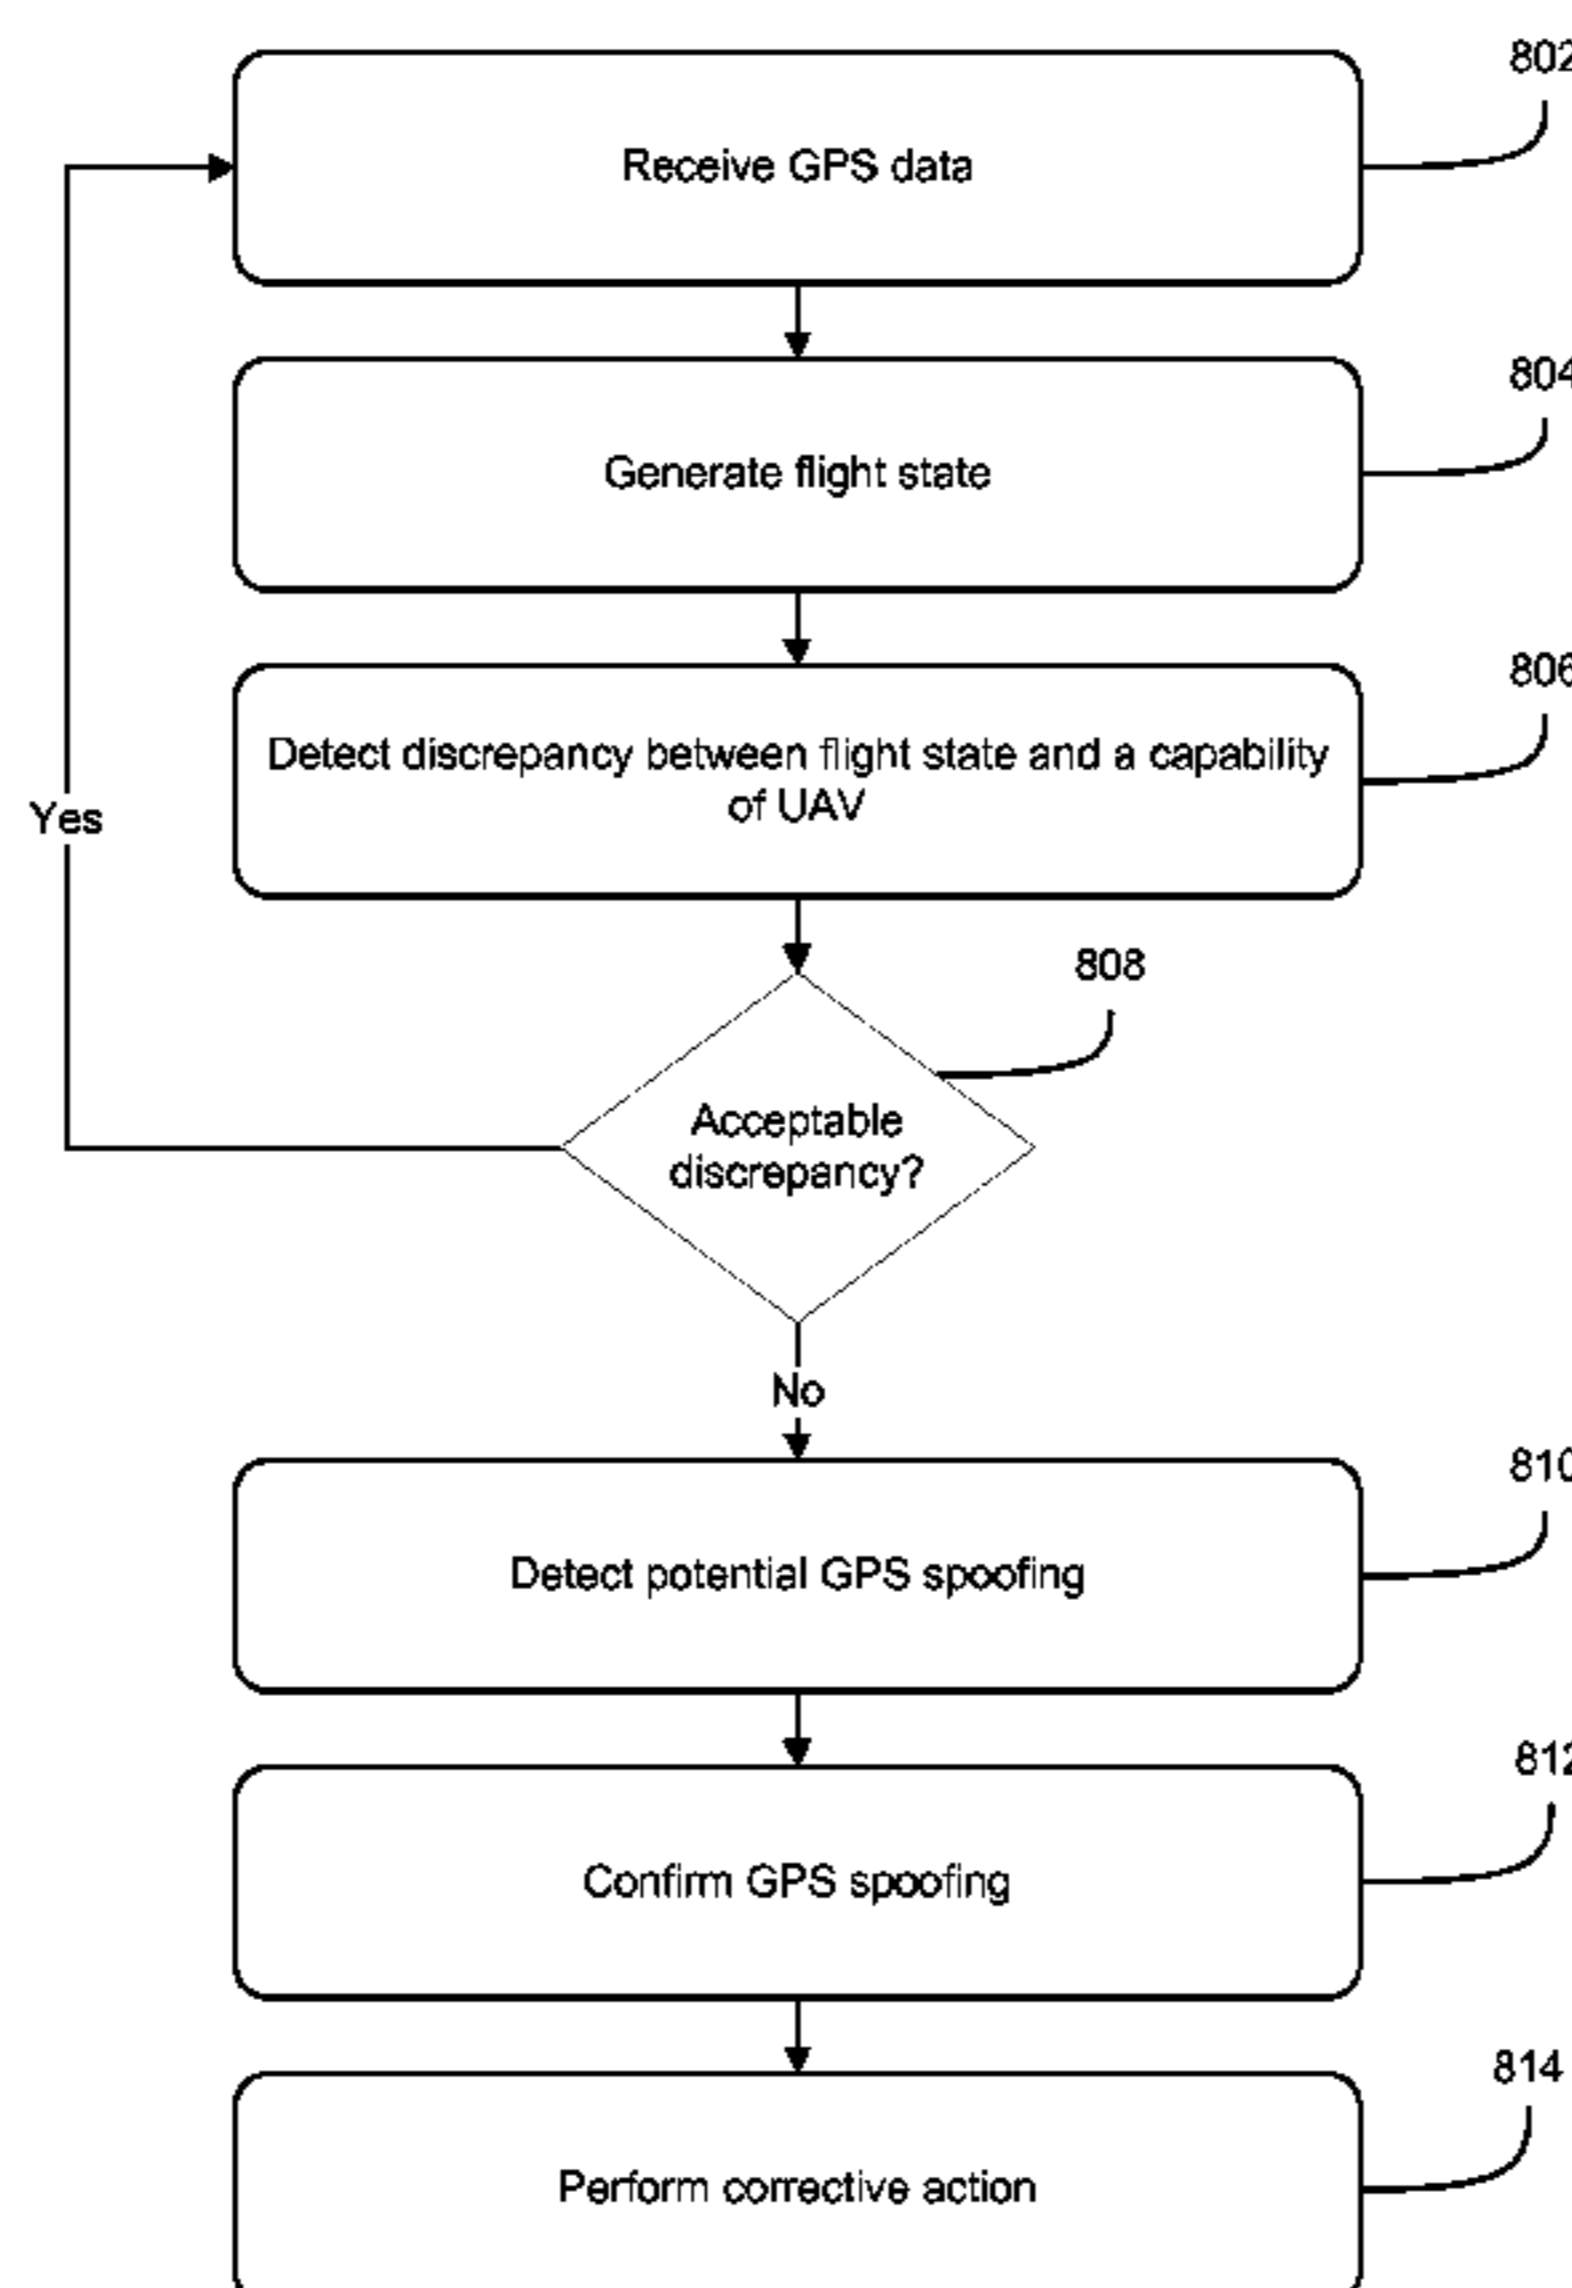 802
Receive GPS data
804
Generate flight state
806
Detect discrepancy between flight state and a capability
of UAV
Yes
808
Acceptable
discrepancy?
No
810
Detect potential GPS spoofing
812
Confirm GPS spoofing
814
Perform corrective action